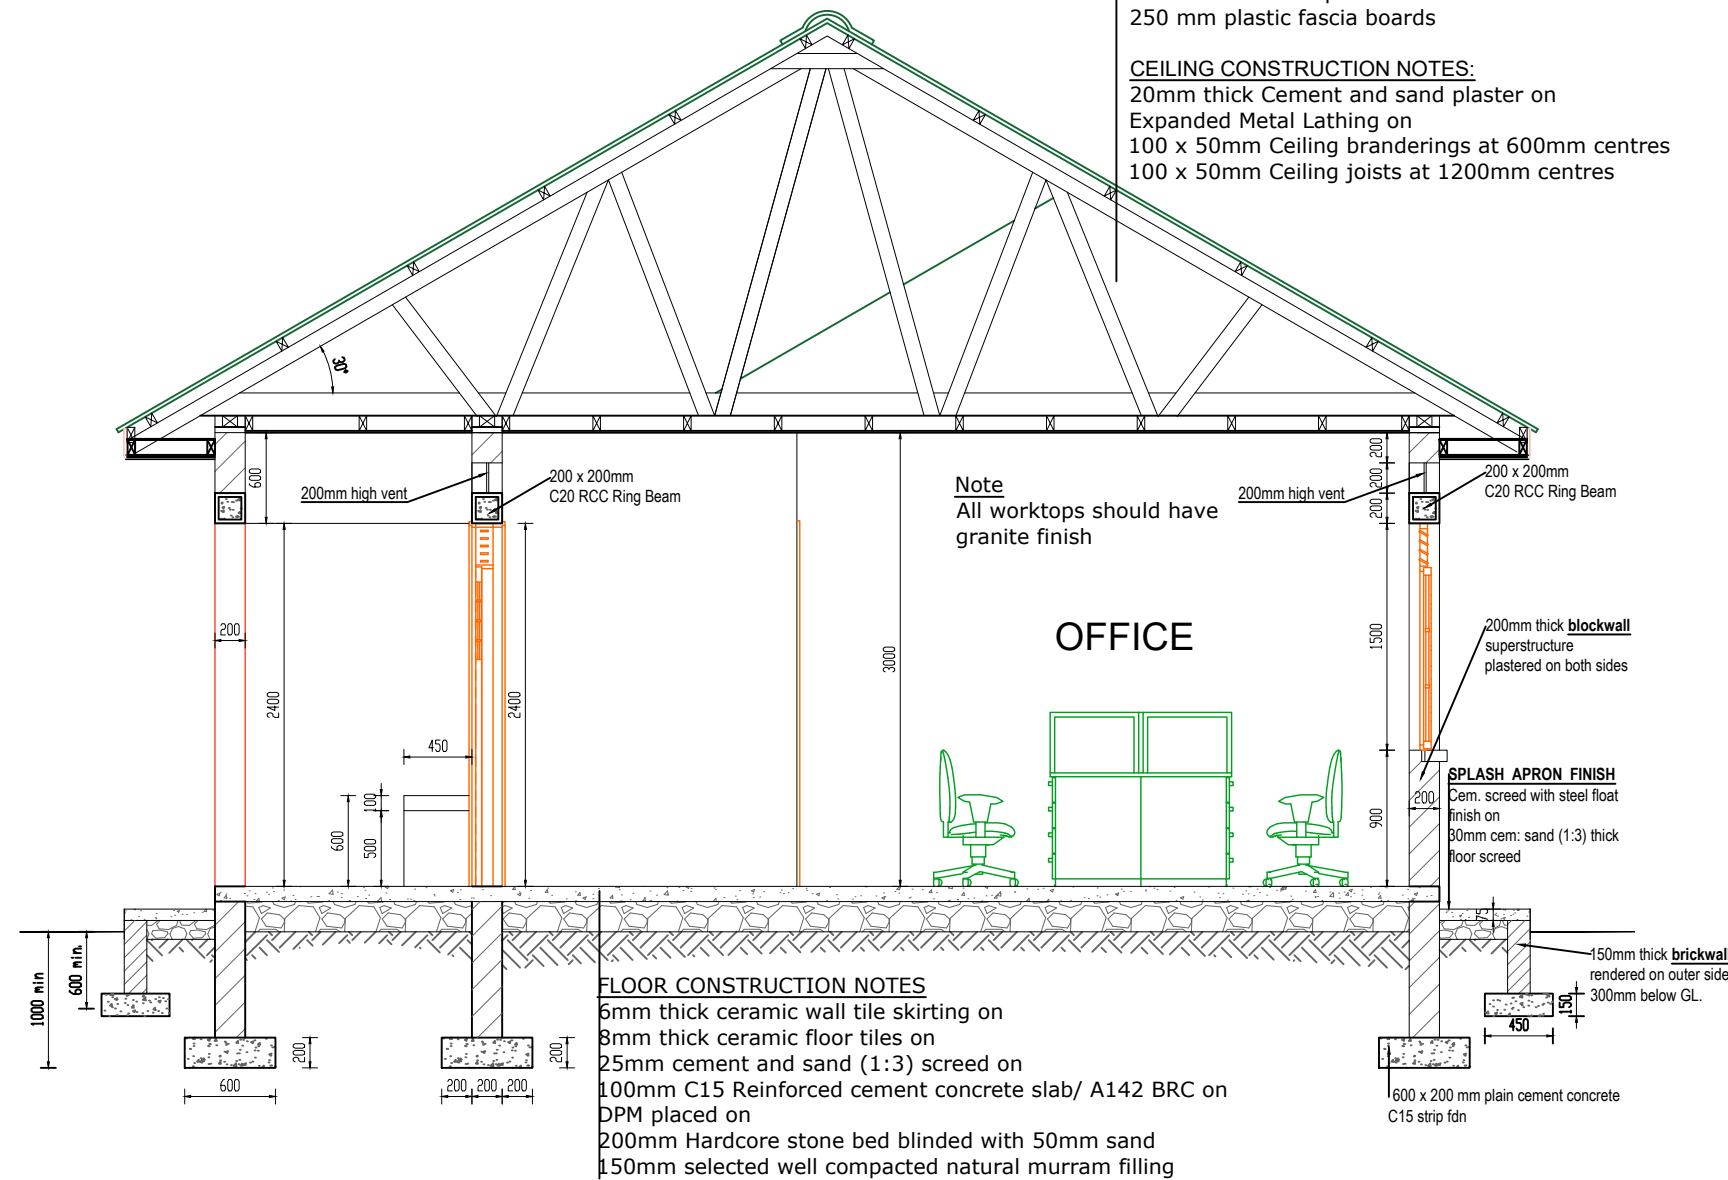 250 mm plastic fascia boards
CEILING CONSTRUCTION NOTES:
20mm thick Cement and sand plaster on
Expanded Metal Lathing on
100 x 50mm Ceiling branderings at 600mm centres
100 x 50mm Ceiling joists at 1200mm centres
30°
600
200mm high vent
200 x 200mm
C20 RCC Ring Beam
Note
All worktops should have
granite finish
200mm high vent
200
200
200
200 x 200mm
C20 RCC Ring Beam
200
2400
2400
3000
OFFICE
1500
200mm thick blockwall
superstructure
plastered on both sides
450
100
600
500
900
200
SPLASH APRON FINISH
Cem. screed with steel float
finish on
30mm cem: sand (1:3) thick
floor screed
75
1000 min
600 min.
150mm thick brickwall
rendered on outer side
300mm below GL.
150
450
FLOOR CONSTRUCTION NOTES
6mm thick ceramic wall tile skirting on
8mm thick ceramic floor tiles on
25mm cement and sand (1:3) screed on
100mm C15 Reinforced cement concrete slab/ A142 BRC on
DPM placed on
200mm Hardcore stone bed blinded with 50mm sand
150mm selected well compacted natural murram filling
200
600
200
200 200 200
600 x 200 mm plain cement concrete
C15 strip fdn